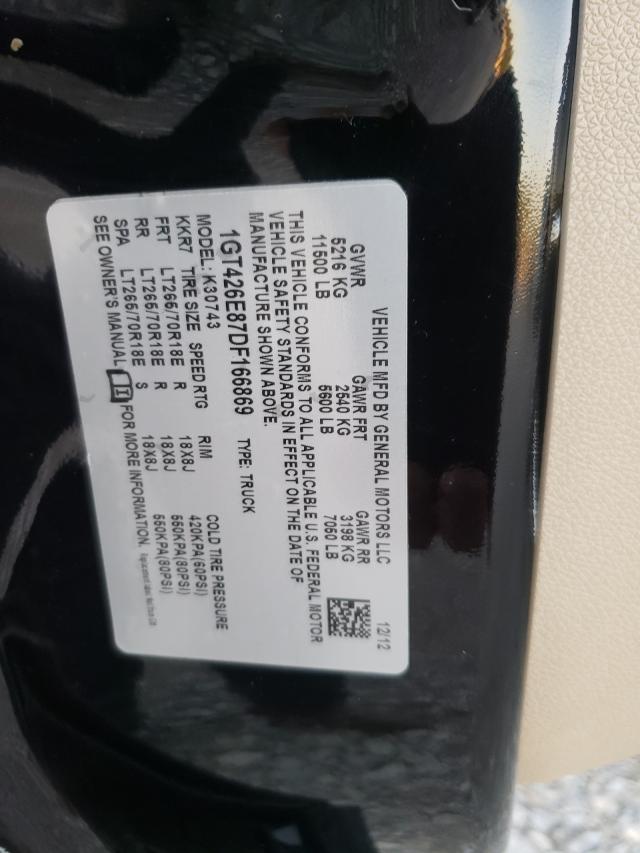 VEHICLE MFD BY GENERAL MOTORS LLC 12/12
GVWR GAWR FRT GAWR RR
5216 KG 2540 KG 3198 KG
11500 LB 5600 LB 7050 LB
THIS VEHICLE CONFORMS TO ALL APPLICABLE U.S. FEDERAL MOTOR
VEHICLE SAFETY STANDARDS IN EFFECT ON THE DATE OF
MANUFACTURE SHOWN ABOVE.
1GT426E87DF166869 TYPE: TRUCK
MODEL: K30743
KKR7 TIRE SIZE SPEED RTG RIM COLD TIRE PRESSURE
FRT LT265/70R18E R 18X8J 420KPA(60PSI)
RR LT265/70R18E R 18X8J 550KPA(80PSI)
SPA LT265/70R18E S 18X8J 550KPA(80PSI)
SEE OWNER'S MANUAL FOR MORE INFORMATION.